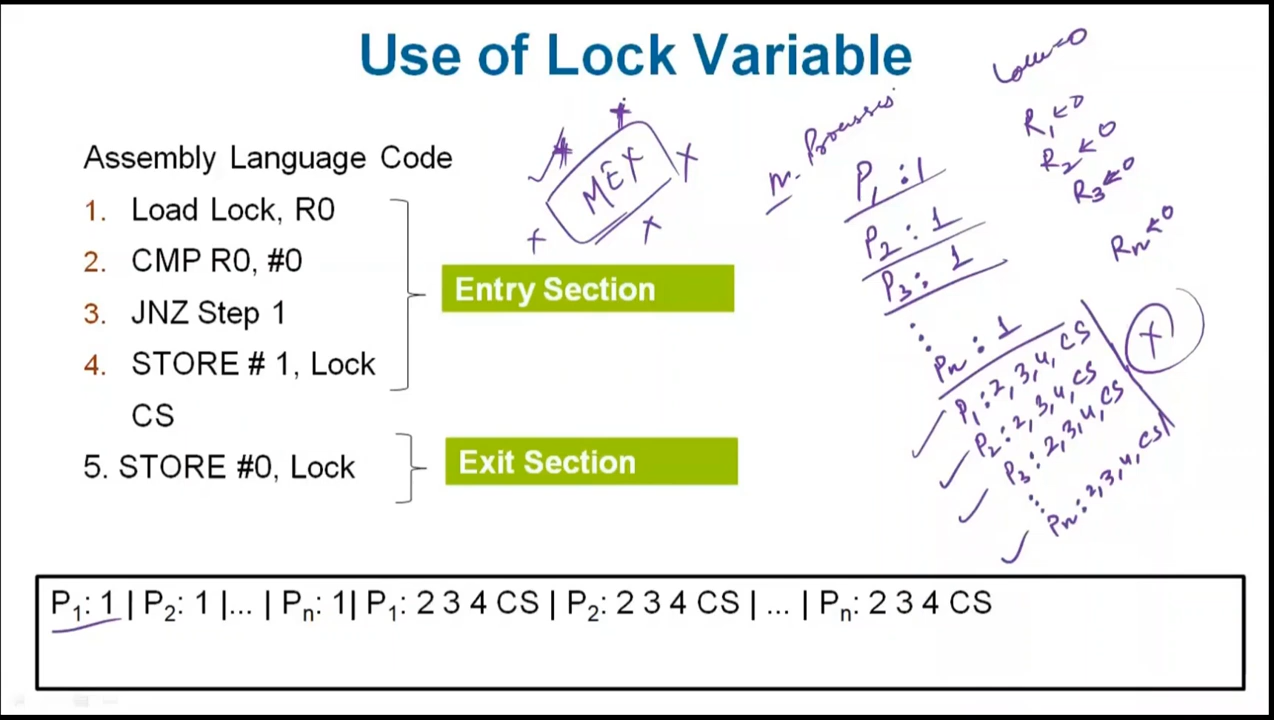 Use of Lock Variable
Lock=0
n. Processes
MEX
Assembly Language Code
1. Load Lock, R0
2. CMP R0, #0
3. JNZ Step 1
4. STORE # 1, Lock
CS
5. STORE #0, Lock
Entry Section
Exit Section
P1 : 1
P2 : 1
P3 : 1
⋮
Pn : 1
R1 ← 0
R2 ← 0
R3 ← 0
Rn ← 0
P1 : 2, 3, 4, CS
P2 : 2, 3, 4, CS
P3 : 2, 3, 4, CS
⋮
Pn : 2, 3, 4, CS
P1: 1 | P2: 1 |... | Pn: 1| P1: 2 3 4 CS | P2: 2 3 4 CS | ... | Pn: 2 3 4 CS